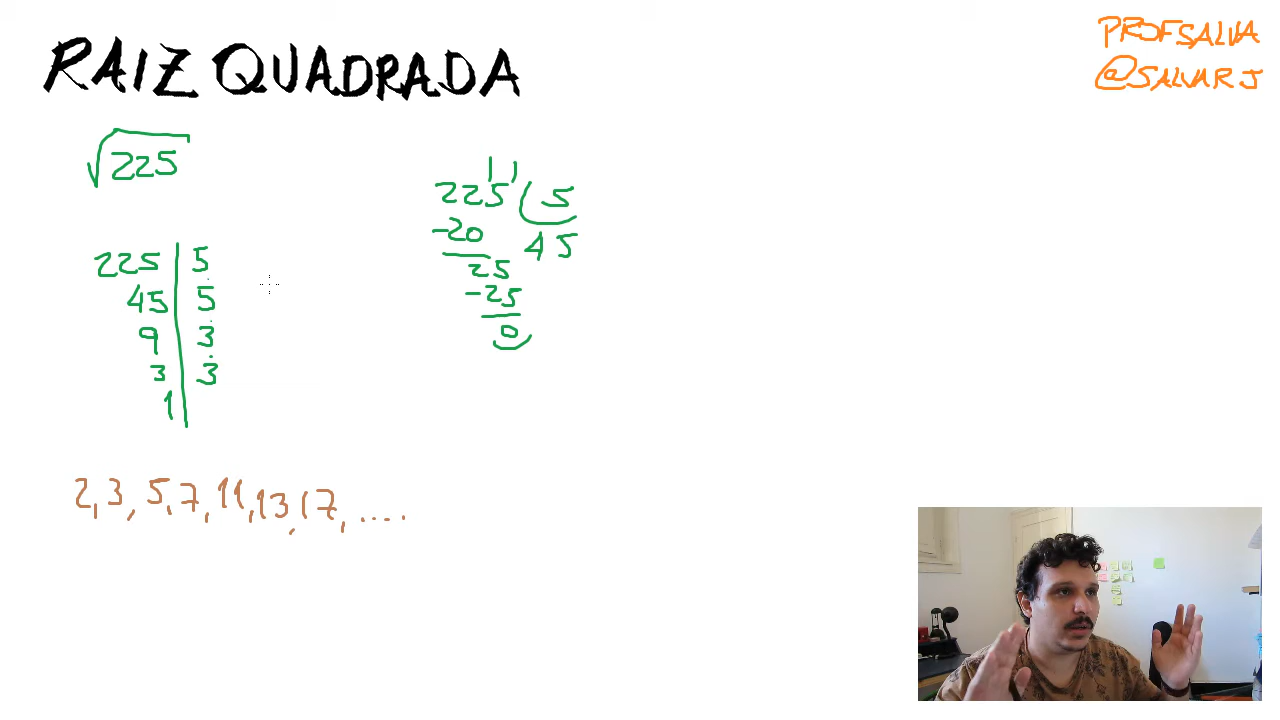 RAIZ QUADRADA
PROFSALVA
@SALVARJ
√225
225 | 5
45 | 5
9 | 3
3 | 3
1
225 5
-20 45
25
-25
0
2, 3, 5, 7, 11, 13, 17, ....